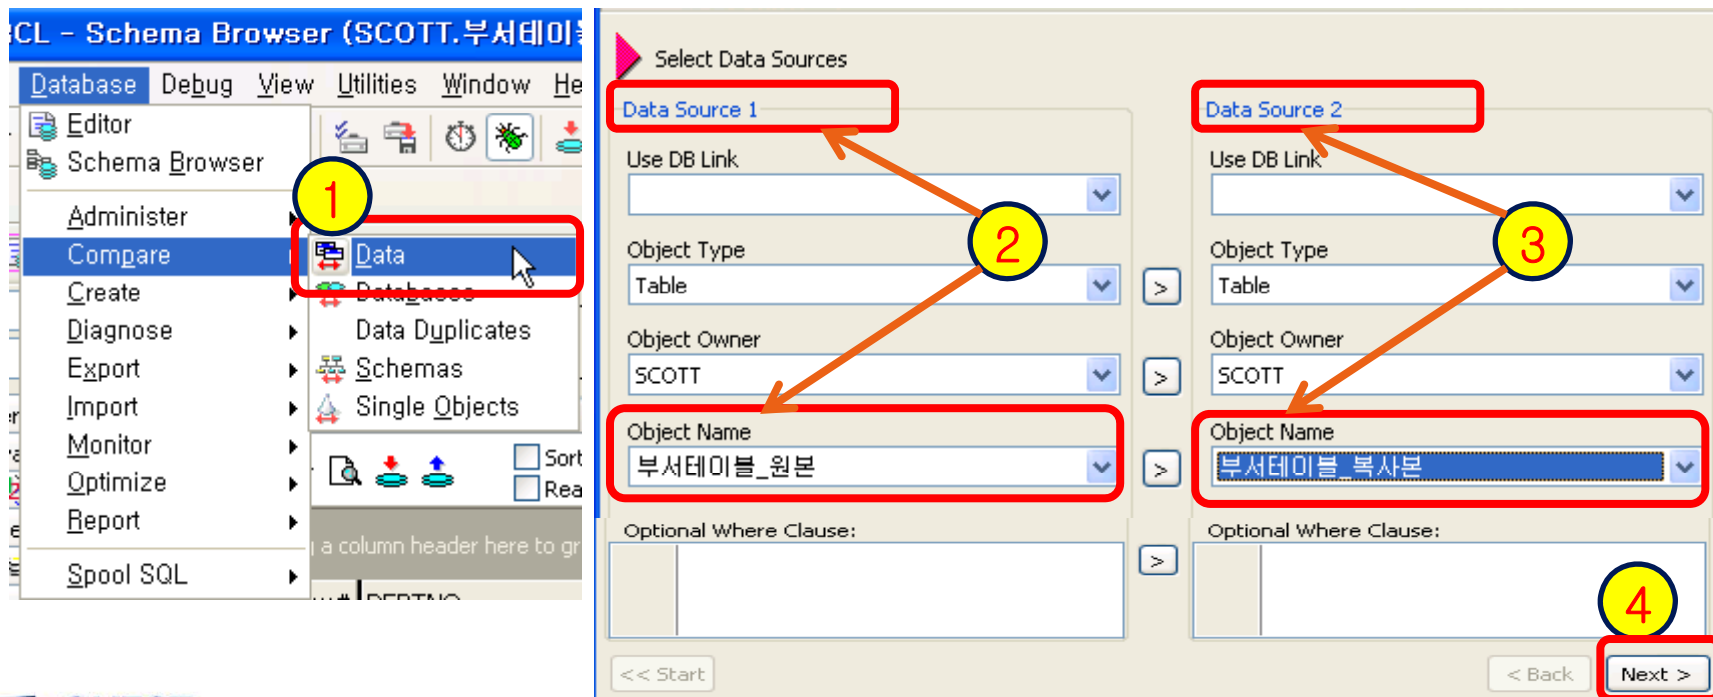 CL - Schema Browser (SCOTT.부서테이블
Database Debug View Utilities Window He
Editor
Schema Browser
1
Administer
Compare
Create
Diagnose
Export
Import
Monitor
Optimize
Report
Spool SQL
Data
Databases
Data Duplicates
Schemas
Single Objects
Sort
Rea
a column header here to gr
DEPTNO
Select Data Sources
Data Source 1
Use DB Link
2
Object Type
Table
Object Owner
SCOTT
Object Name
부서테이블_원본
Optional Where Clause:
>
>
>
>
Data Source 2
Use DB Link
3
Object Type
Table
Object Owner
SCOTT
Object Name
부서테이블_복사본
Optional Where Clause:
4
<< Start
< Back
Next >